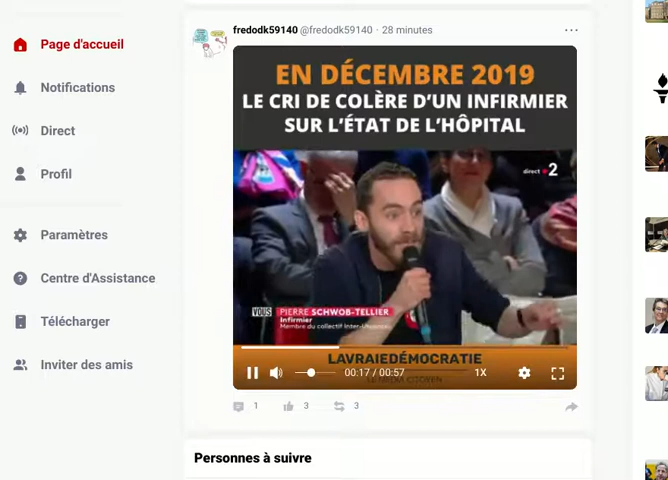 Page d'accueil
Notifications
Direct
Profil
Paramètres
Centre d'Assistance
Télécharger
Inviter des amis
fredodk59140 @fredodk59140 · 28 minutes
EN DÉCEMBRE 2019
LE CRI DE COLÈRE D'UN INFIRMIER
SUR L'ÉTAT DE L'HÔPITAL
direct 2
VOUS
PIERRE SCHWOB-TELLIER
Infirmier
Membre du collectif Inter-Urgences
LAVRAIEDÉMOCRATIE
00:17 / 00:57
1X
1 3 3
Personnes à suivre